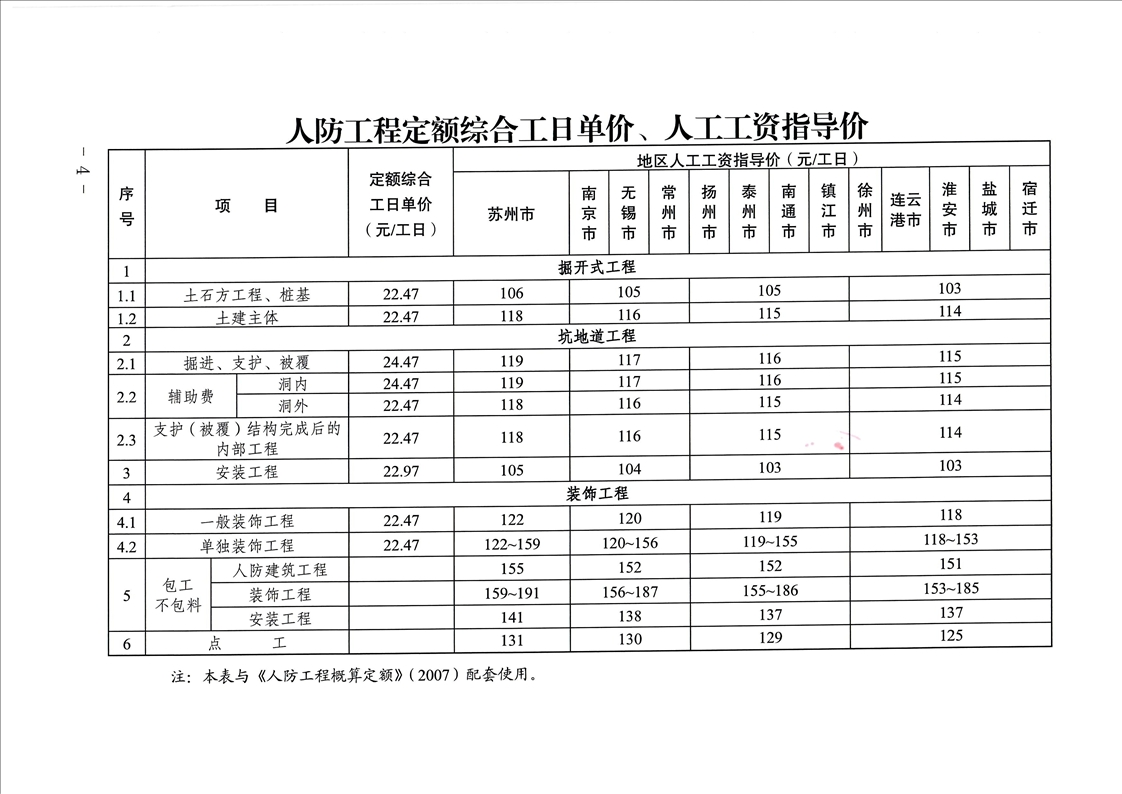 人防工程定额综合工日单价、人工工资指导价
- 4 -
序号 项 目 定额综合工日单价（元/工日） 地区人工工资指导价（元/工日）
苏州市 南京市 无锡市 常州市 扬州市 泰州市 南通市 镇江市 徐州市 连云港市 淮安市 盐城市 宿迁市
1 掘开式工程
1.1 土石方工程、桩基 22.47 106 105 105 103
1.2 土建主体 22.47 118 116 115 114
2 坑地道工程
2.1 掘进、支护、被覆 24.47 119 117 116 115
2.2 辅助费 洞内 24.47 119 117 116 115
洞外 22.47 118 116 115 114
2.3 支护（被覆）结构完成后的内部工程 22.47 118 116 115 114
3 安装工程 22.97 105 104 103 103
4 装饰工程
4.1 一般装饰工程 22.47 122 120 119 118
4.2 单独装饰工程 22.47 122~159 120~156 119~155 118~153
5 包工不包料 人防建筑工程 155 152 152 151
装饰工程 159~191 156~187 155~186 153~185
安装工程 141 138 137 137
6 点 工 131 130 129 125
注：本表与《人防工程概算定额》（2007）配套使用。